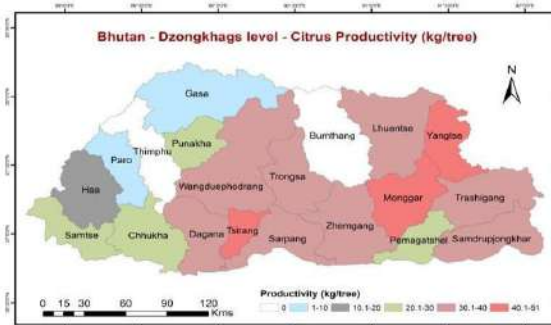 Bhutan - Dzongkhags level - Citrus Productivity (kg/tree)
N
Gasa
Punakha
Thimphu
Paro
Haa
Bumthang
Lhuentse
Yangtse
Wangduephodrang
Trongsa
Monggar
Trashigang
Samtse
Chhukha
Dagana
Tsirang
Sarpang
Zhemgang
Pemagatshel
Samdrupjongkhar
0 15 30 60 90 120
Kms
Productivity (kg/tree)
0 1-10 10.1-20 20.1-30 30.1-40 40.1-51